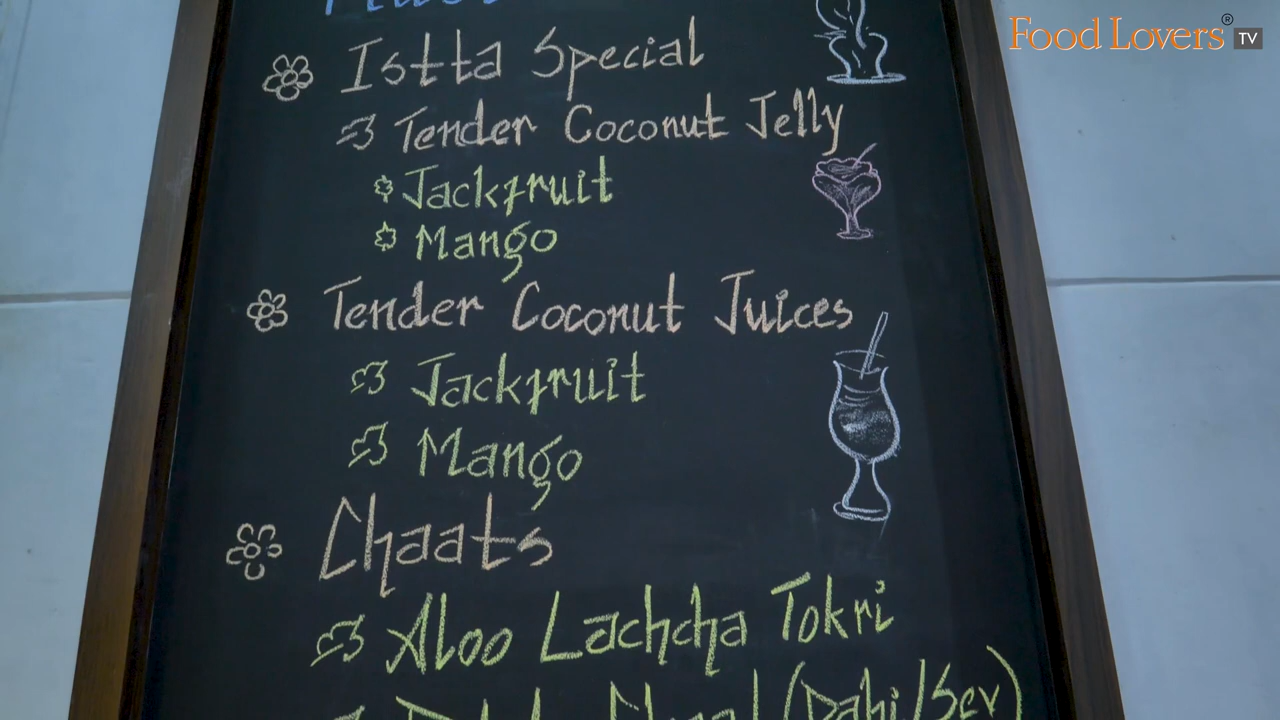 Food Lovers® TV
Istta Special
Tender Coconut Jelly
Jackfruit
Mango
Tender Coconut Juices
Jackfruit
Mango
Chaats
Aloo Lachcha Tokri
(Dahi/Sev)